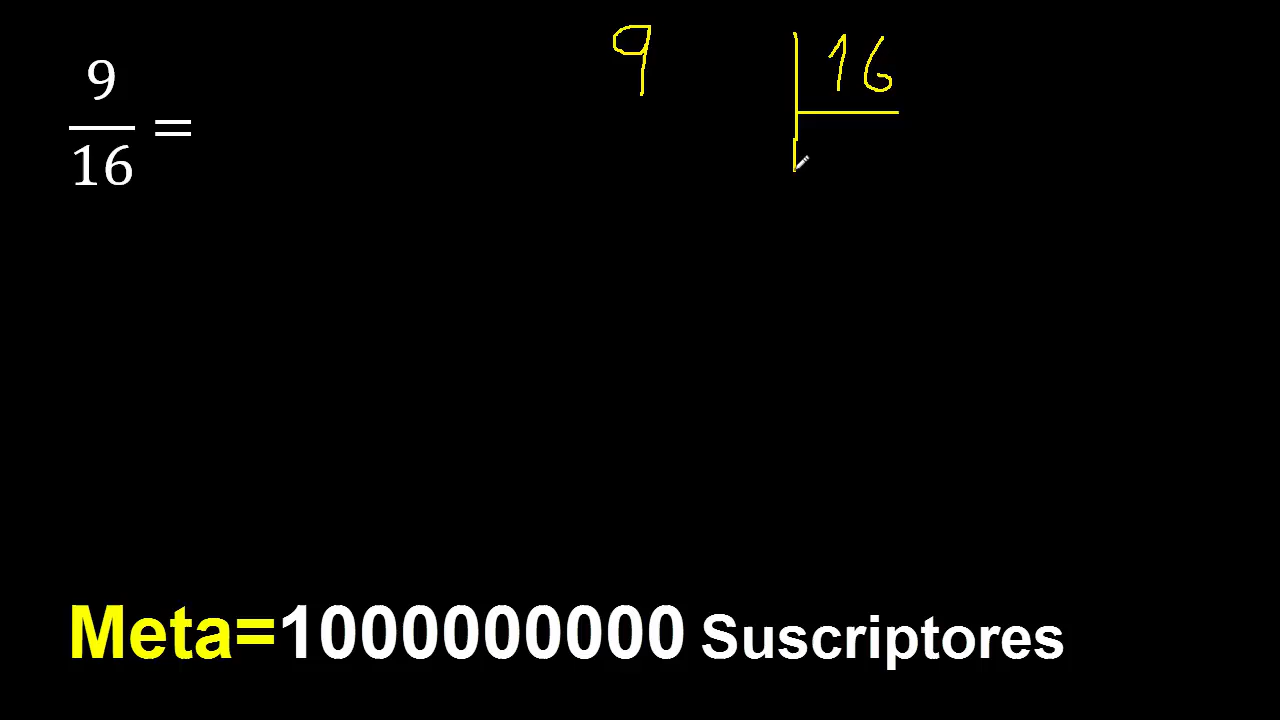 9
16 =
9 16
Meta=1000000000 Suscriptores